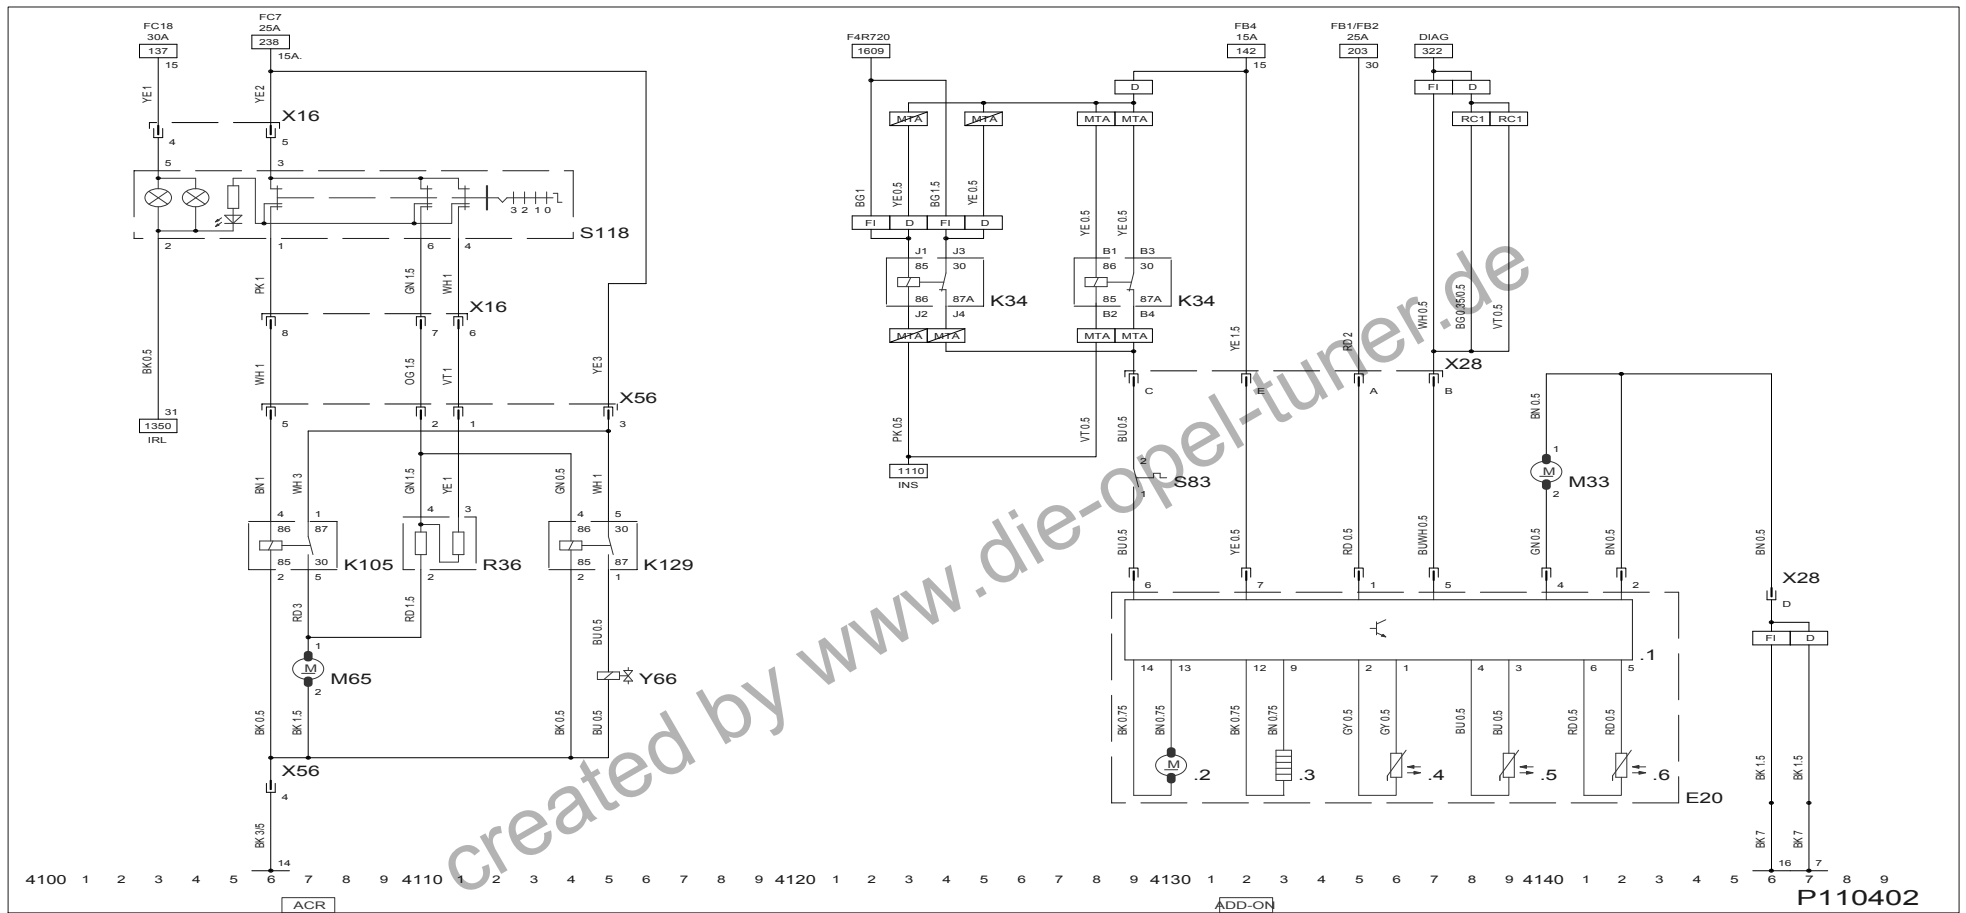 FC18
30A
137
15
FC7
25A
238
15A.
F4R720
1609
FB4
15A
142
15
FB1/FB2
25A
203
30
DIAG
322
FI D
RC1 RC1
D
MTA MTA MTA MTA
YE 1
YE 2
X16
4 5
5 3
3 2 1 0
S118
2 1 6 4
BG 1
YE 0.5
BG 1.5
YE 0.5
YE 0.5
YE 0.5
FI D FI D
J1 J3
85 30
86 87A
K34
J2 J4
MTA MTA
B1 B3
86 30
85 87A
K34
B2 B4
MTA MTA
PK 1
GN 1.5
WH 1
X16
8 7 6
BK 0.5
WH 1
OG 1.5
VT 1
YE 3
31
1350
IRL
X56
5 2 1 3
YE 1.5
RD 2
WH 0.5
BG 0.35/0.5
VT 0.5
X28
C E A B
PK 0.5
VT 0.5
BU 0.5
1110
INS
2
S83
1
BN 0.5
1
M
M33
2
BN 1
WH 3
GN 1.5
YE 1
GN 0.5
WH 1
4 1 4 3 4 5
86 87
85 30
K105
R36
86 30
85 87
K129
2 5 2 2 1
BU 0.5
YE 0.5
RD 0.5
BUWH 0.5
GN 0.5
BN 0.5
BN 0.5
6 7 1 5 4 2
X28
D
FI D
RD 3
RD 1.5
BU 0.5
1
M
M65
2
Y66
.1
14 13 12 9 2 1 4 3 6 5
BK 0.5
BK 1.5
BK 0.5
BU 0.5
BK 0.75
BN 0.75
BK 0.75
BN 0.75
GY 0.5
GY 0.5
BU 0.5
BU 0.5
RD 0.5
RD 0.5
M
.2 .3 .4 .5 .6
E20
BK 1.5
BK 1.5
X56
4
BK 3/5
14
BK 7
BK 7
16 7
4100 1 2 3 4 5 6 7 8 9 4110 1 2 3 4 5 6 7 8 9 4120 1 2 3 4 5 6 7 8 9 4130 1 2 3 4 5 6 7 8 9 4140 1 2 3 4 5 6 7 8 9
ACR
ADD-ON
P110402
created by www.die-opel-tuner.de